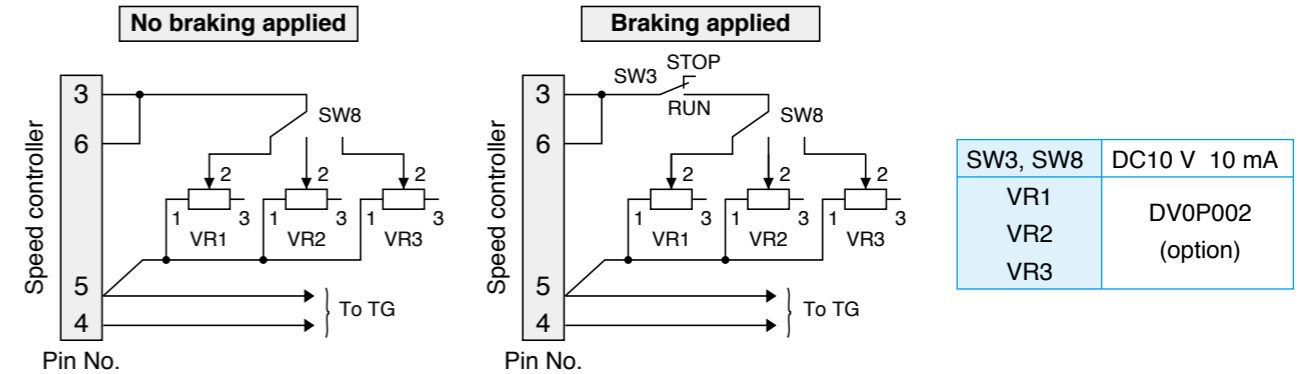 No braking applied
Speed controller
3
6
5
4
SW8
2
2
2
1
3
1
3
1
3
VR1
VR2
VR3
To TG
Pin No.
Braking applied
Speed controller
3
6
5
4
SW3
STOP
RUN
SW8
2
2
2
1
3
1
3
1
3
VR1
VR2
VR3
To TG
Pin No.
SW3, SW8 DC10 V 10 mA
VR1
VR2
VR3
DV0P002
(option)